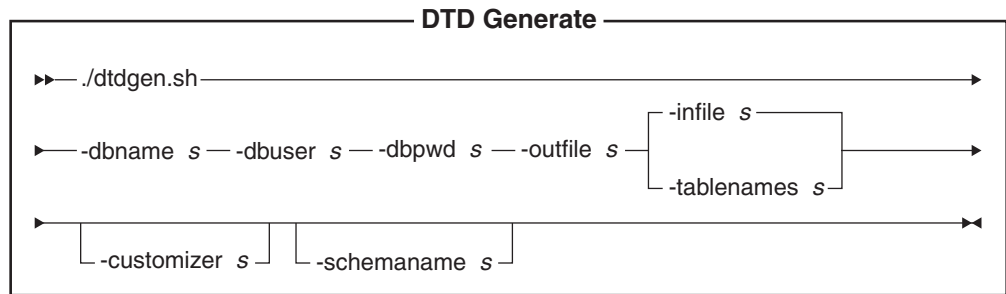 DTD Generate
./dtdgen.sh
-dbname s -dbuser s -dbpwd s -outfile s -infile s
-tablenames s
-customizer s -schemaname s